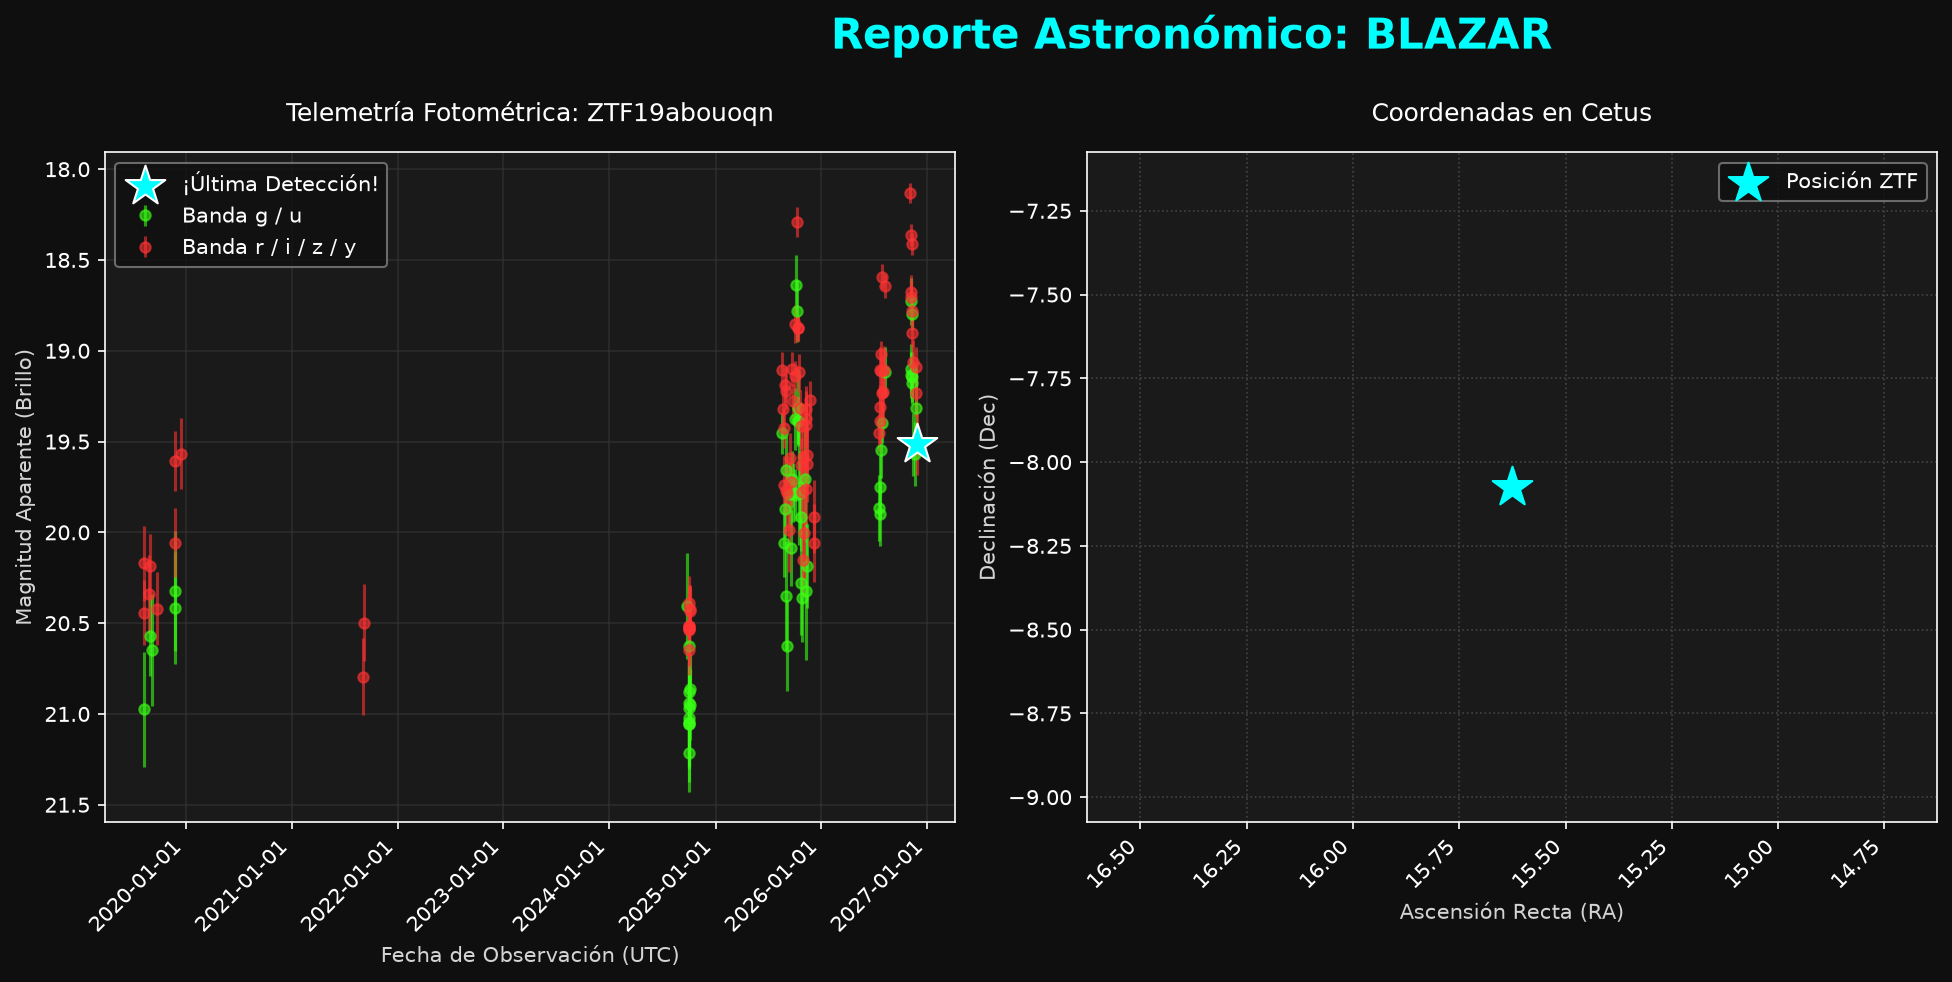 Reporte Astronómico: BLAZAR
Telemetría Fotométrica: ZTF19abouoqn
¡Última Detección!
Banda g / u
Banda r / i / z / y
Magnitud Aparente (Brillo)
18.0
18.5
19.0
19.5
20.0
20.5
21.0
21.5
2020-01-01
2021-01-01
2022-01-01
2023-01-01
2024-01-01
2025-01-01
2026-01-01
2027-01-01
Fecha de Observación (UTC)
Coordenadas en Cetus
Posición ZTF
Declinación (Dec)
−7.25
−7.50
−7.75
−8.00
−8.25
−8.50
−8.75
−9.00
16.50
16.25
16.00
15.75
15.50
15.25
15.00
14.75
Ascensión Recta (RA)